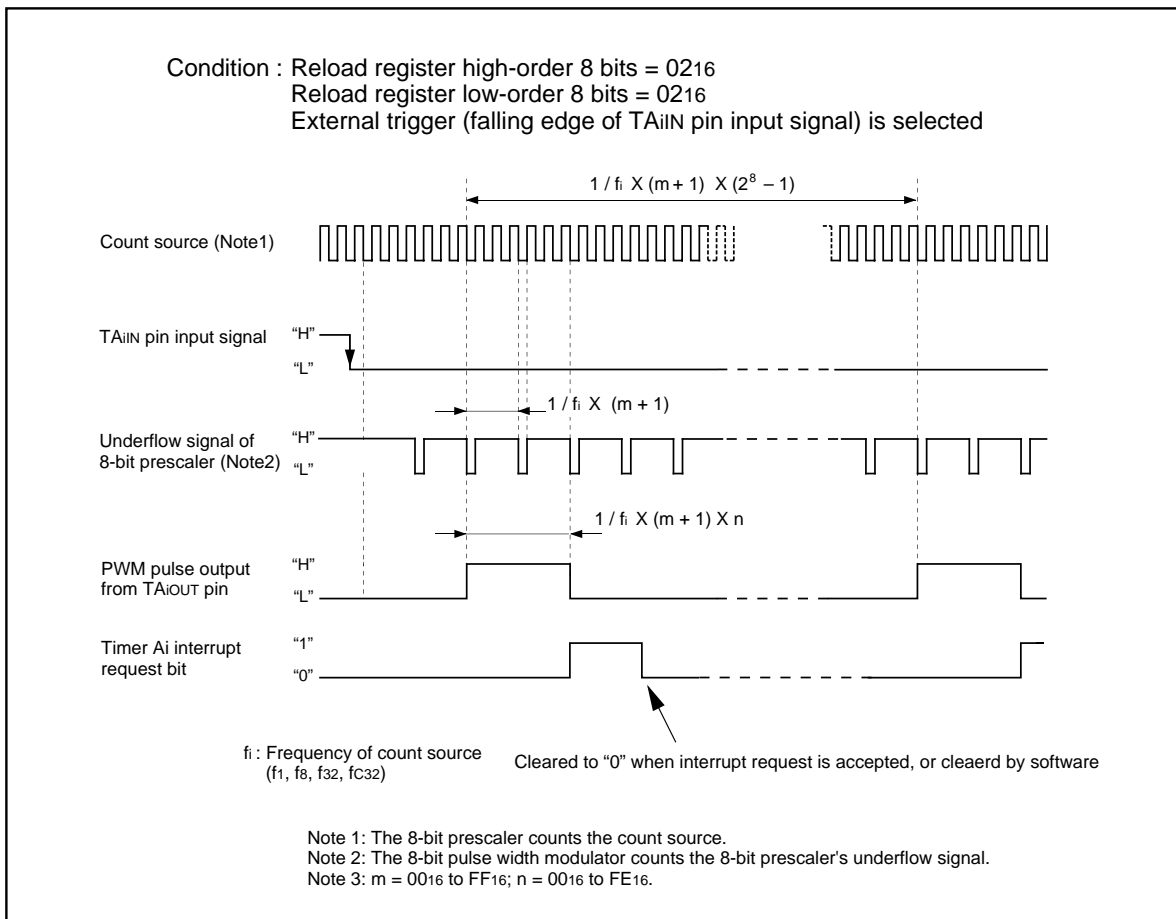 Condition : Reload register high-order 8 bits = 0216
Reload register low-order 8 bits = 0216
External trigger (falling edge of TAiIN pin input signal) is selected
1 / fi X (m + 1) X (2⁸ – 1)
Count source (Note1)
TAiIN pin input signal
“H”
“L”
1 / fi X (m + 1)
Underflow signal of
8-bit prescaler (Note2)
“H”
“L”
1 / fi X (m + 1) X n
PWM pulse output
from TAiOUT pin
“H”
“L”
Timer Ai interrupt
request bit
“1”
“0”
fi : Frequency of count source
(f1, f8, f32, fC32)
Cleared to “0” when interrupt request is accepted, or cleaerd by software
Note 1: The 8-bit prescaler counts the count source.
Note 2: The 8-bit pulse width modulator counts the 8-bit prescaler's underflow signal.
Note 3: m = 0016 to FF16; n = 0016 to FE16.